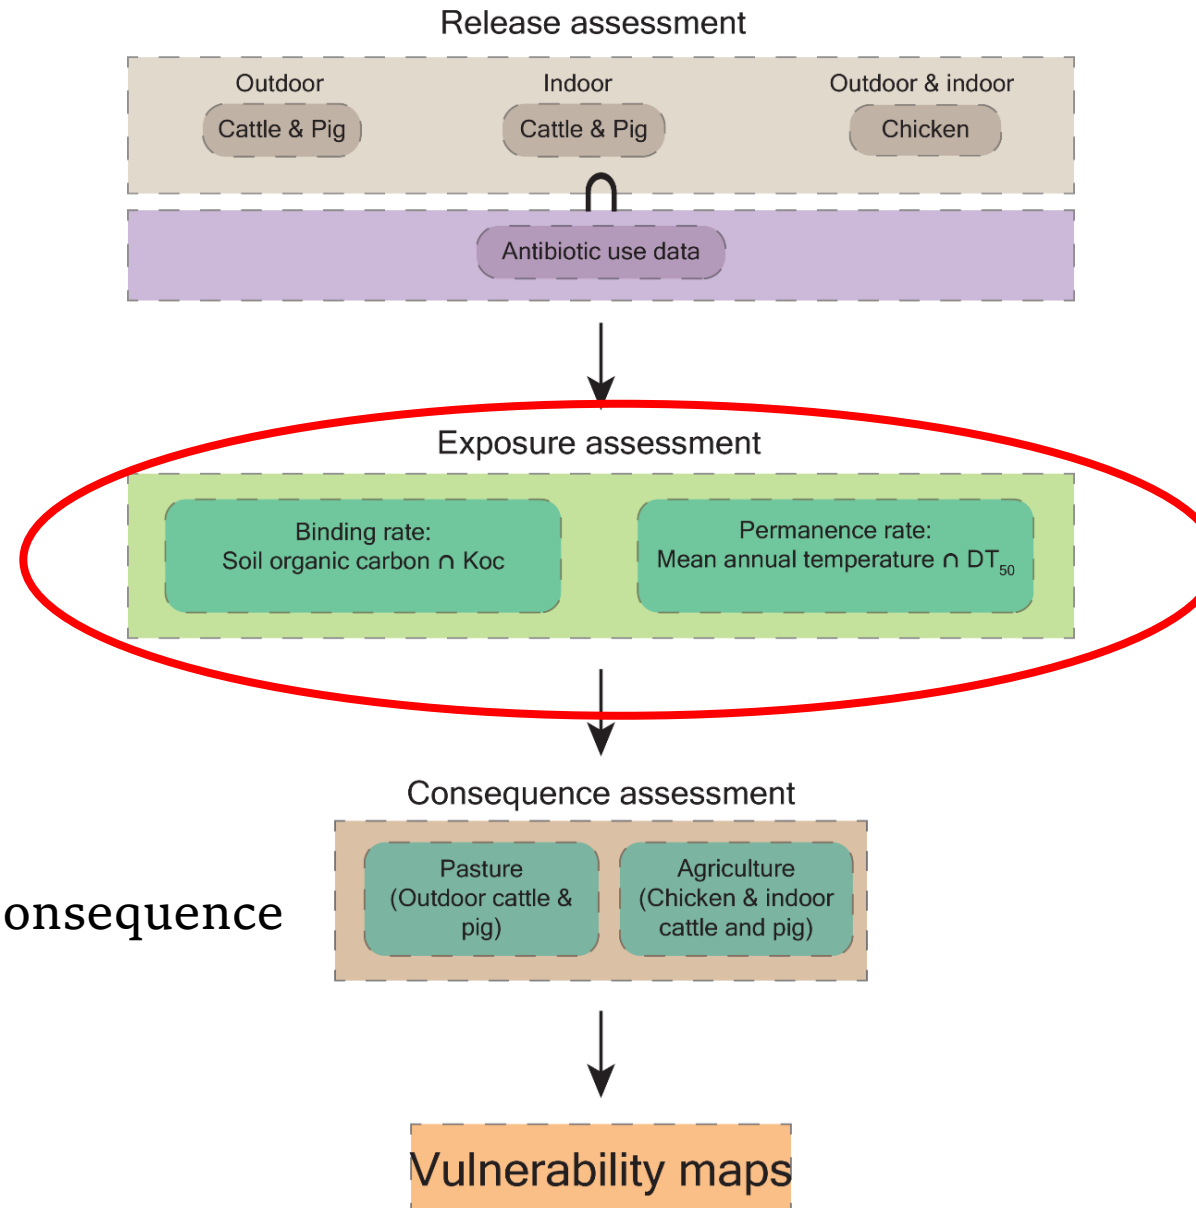 Release assessment
Outdoor
Indoor
Outdoor & indoor
Cattle & Pig
Cattle & Pig
Chicken
∩
Antibiotic use data
Exposure assessment
Binding rate:
Soil organic carbon ∩ Koc
Permanence rate:
Mean annual temperature ∩ DT₅₀
Consequence assessment
Pasture
(Outdoor cattle &
pig)
Agriculture
(Chicken & indoor
cattle and pig)
onsequence
Vulnerability maps